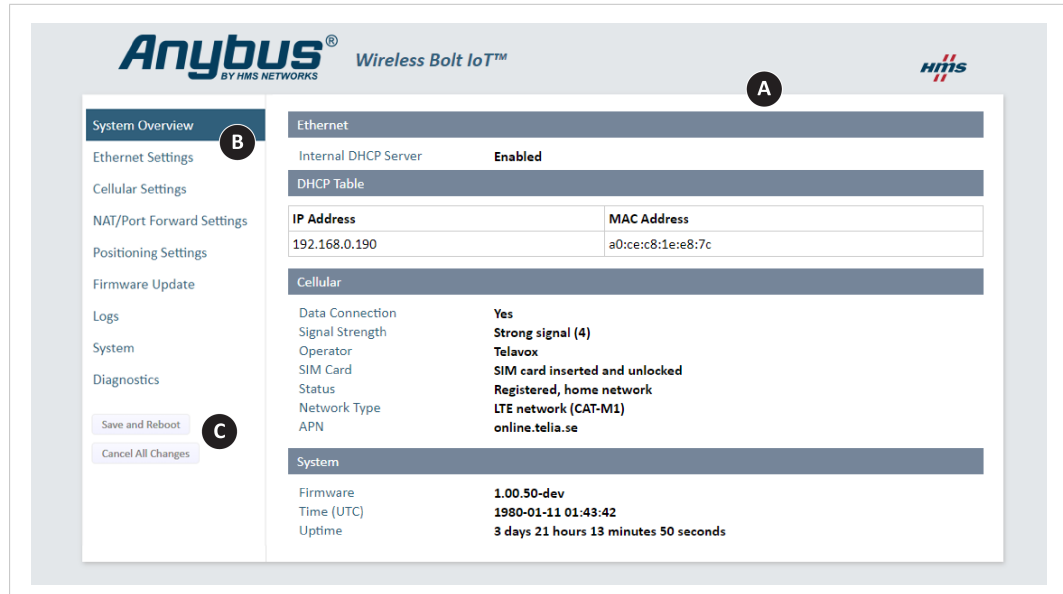 Anybus® Wireless Bolt IoT™
BY HMS NETWORKS
HMS
A
System Overview
B
Ethernet Settings
Cellular Settings
NAT/Port Forward Settings
Positioning Settings
Firmware Update
Logs
System
Diagnostics
Save and Reboot
C
Cancel All Changes
Ethernet
Internal DHCP Server Enabled
DHCP Table
IP Address MAC Address
192.168.0.190 a0:ce:c8:1e:e8:7c
Cellular
Data Connection Yes
Signal Strength Strong signal (4)
Operator Telavox
SIM Card SIM card inserted and unlocked
Status Registered, home network
Network Type LTE network (CAT-M1)
APN online.telia.se
System
Firmware 1.00.50-dev
Time (UTC) 1980-01-11 01:43:42
Uptime 3 days 21 hours 13 minutes 50 seconds